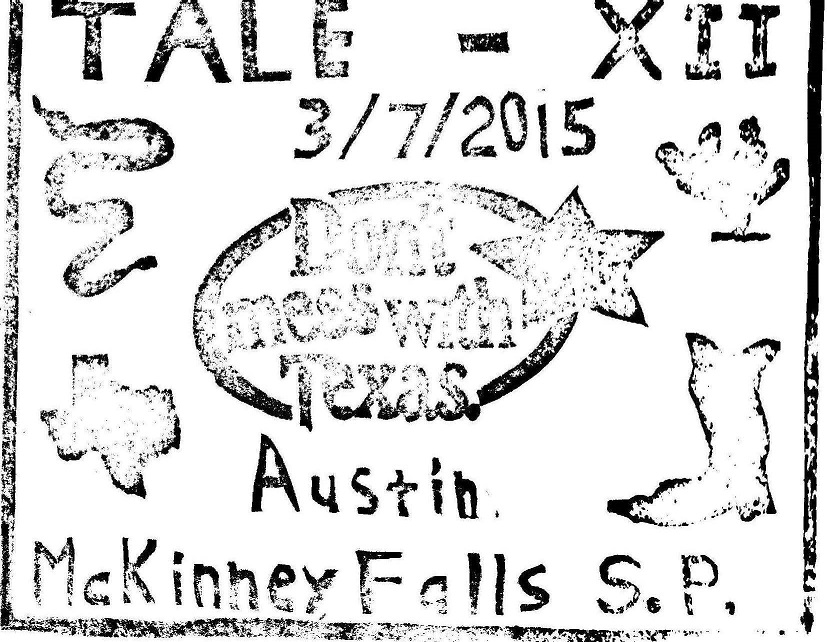 TALE - XII
3/7/2015
Don't
mess with
Texas.
Austin.
McKinney Falls S.P.